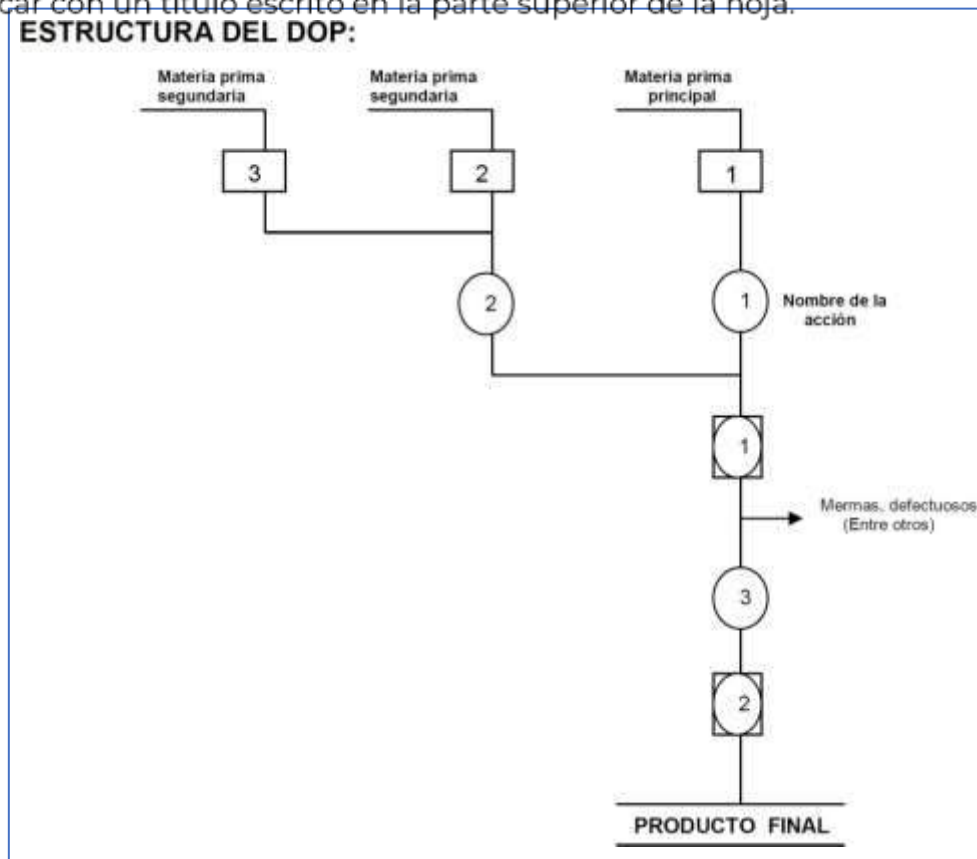 car con un título escrito en la parte superior de la hoja.
ESTRUCTURA DEL DOP:
Materia prima
segundaria
Materia prima
segundaria
Materia prima
principal
3
2
1
2
1
Nombre de la
acción
1
Mermas, defectuosos
(Entre otros)
3
2
PRODUCTO FINAL